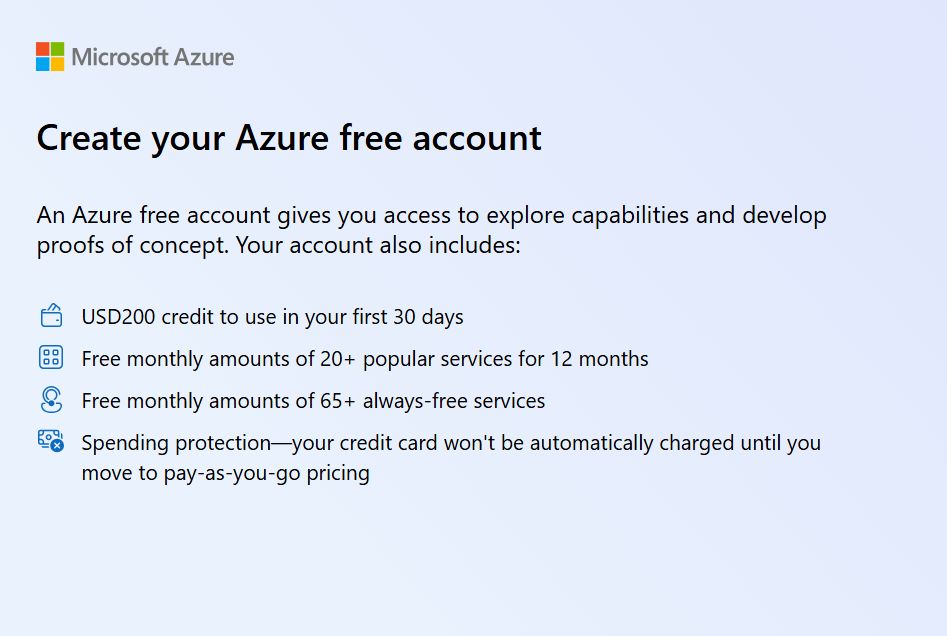 Microsoft Azure
Create your Azure free account
An Azure free account gives you access to explore capabilities and develop
proofs of concept. Your account also includes:
USD200 credit to use in your first 30 days
Free monthly amounts of 20+ popular services for 12 months
Free monthly amounts of 65+ always-free services
Spending protection—your credit card won't be automatically charged until you
move to pay-as-you-go pricing